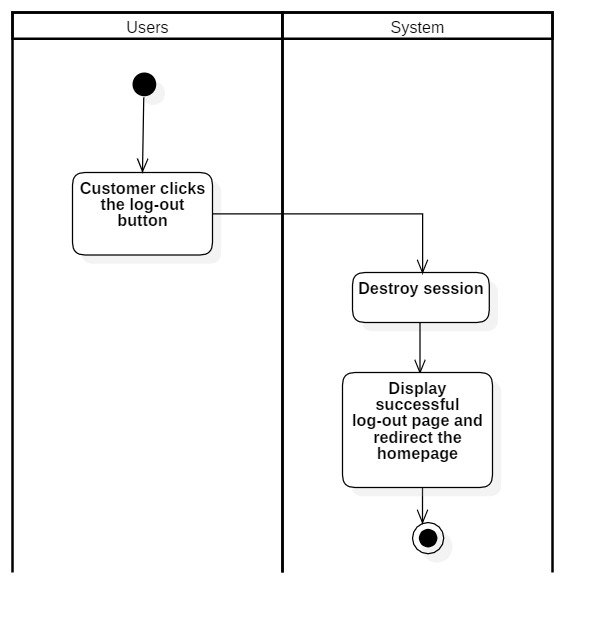 Users
System
Customer clicks
the log-out
button
Destroy session
Display
successful
log-out page and
redirect the
homepage